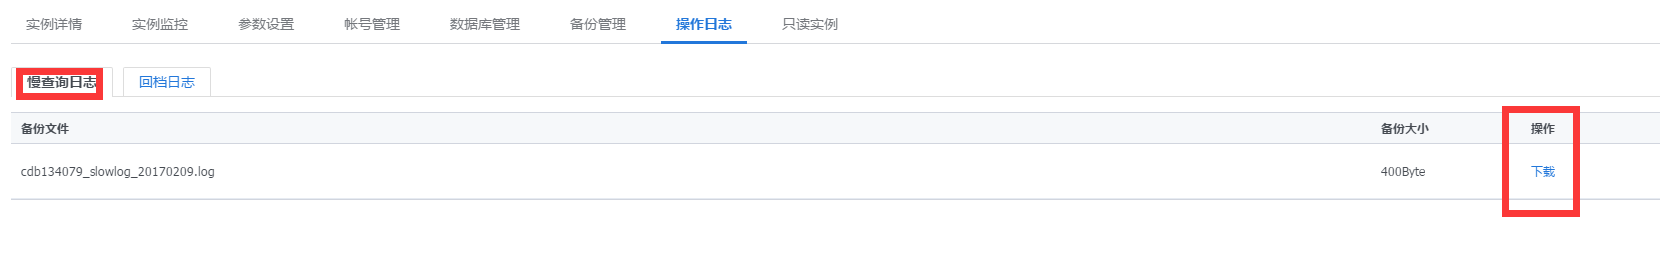 实例详情 实例监控 参数设置 帐号管理 数据库管理 备份管理 操作日志 只读实例
慢查询日志 回档日志
备份文件 备份大小 操作
cdb134079_slowlog_20170209.log 400Byte 下载